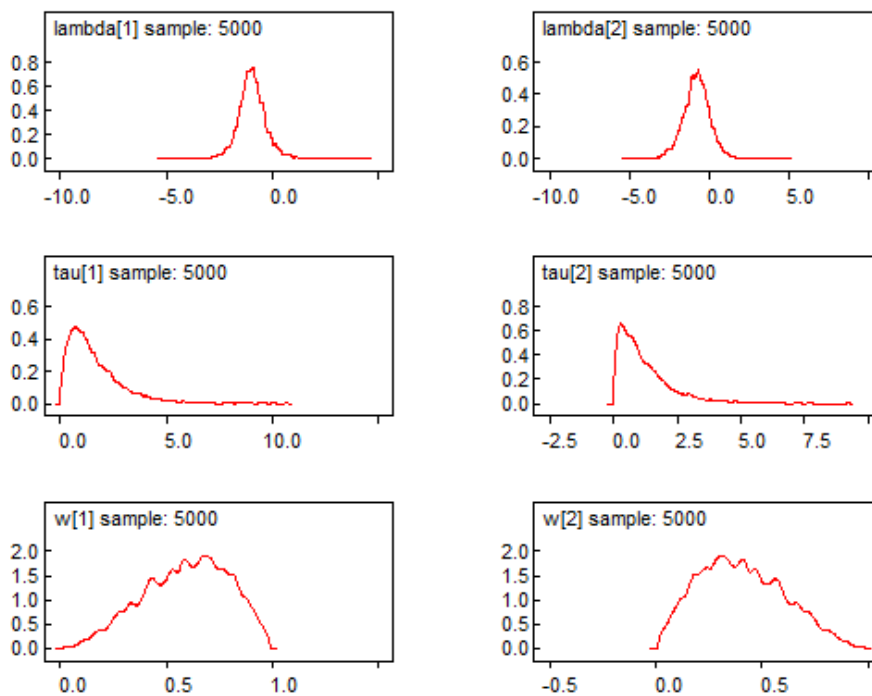 lambda[1] sample: 5000
0.8
0.6
0.4
0.2
0.0
-10.0 -5.0 0.0
lambda[2] sample: 5000
0.6
0.4
0.2
0.0
-10.0 -5.0 0.0 5.0
tau[1] sample: 5000
0.6
0.4
0.2
0.0
0.0 5.0 10.0
tau[2] sample: 5000
0.8
0.6
0.4
0.2
0.0
-2.5 0.0 2.5 5.0 7.5
w[1] sample: 5000
2.0
1.5
1.0
0.5
0.0
0.0 0.5 1.0
w[2] sample: 5000
2.0
1.5
1.0
0.5
0.0
-0.5 0.0 0.5